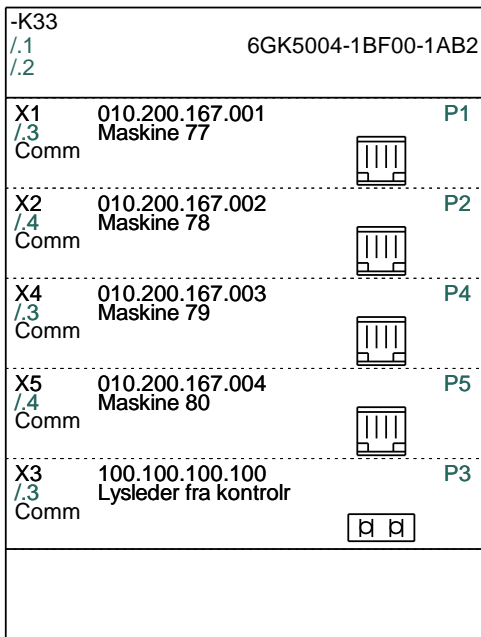 -K33
/.1 6GK5004-1BF00-1AB2
/.2
X1 010.200.167.001 P1
/.3 Maskine 77
Comm
X2 010.200.167.002 P2
/.4 Maskine 78
Comm
X4 010.200.167.003 P4
/.3 Maskine 79
Comm
X5 010.200.167.004 P5
/.4 Maskine 80
Comm
X3 100.100.100.100 P3
/.3 Lysleder fra kontrolr
Comm